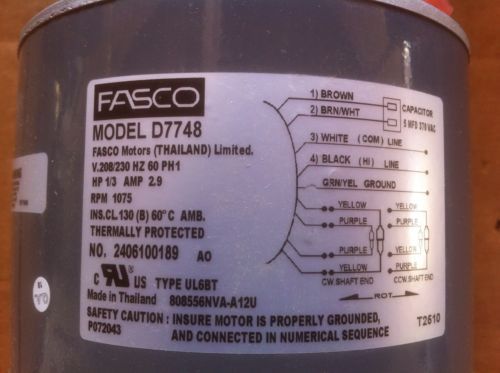 FASCO
MODEL D7748
FASCO Motors (THAILAND) Limited.
V.208/230 HZ 60 PH1
HP 1/3 AMP 2.9
RPM 1075
INS.CL.130 (B) 60°C AMB.
THERMALLY PROTECTED
NO. 2406100189 AO
C US TYPE UL6BT
Made in Thailand 808556NVA-A12U
SAFETY CAUTION : INSURE MOTOR IS PROPERLY GROUNDED,
P072043 AND CONNECTED IN NUMERICAL SEQUENCE
1) BROWN
2) BRN/WHT
CAPACITOR
5 MFD 370 VAC
3) WHITE (COM) LINE
4) BLACK (HI) LINE
GRN/YEL GROUND
YELLOW YELLOW
PURPLE PURPLE
PURPLE PURPLE
YELLOW YELLOW
CW.SHAFT END CCW.SHAFT END
ROT
T2510